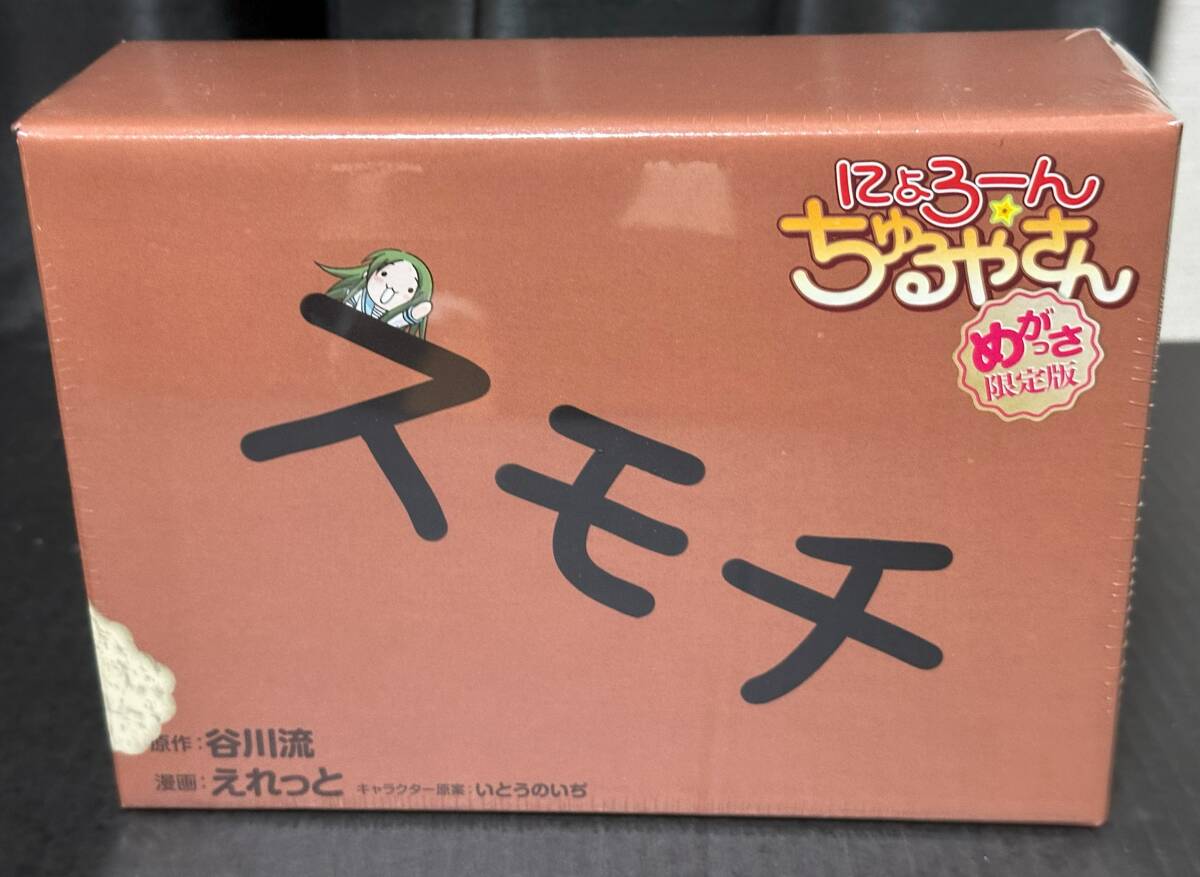 にょろーん
ちゅるやさん
めがっさ
限定版
スモチ
原作:谷川流
漫画:えれっと キャラクター原案:いとうのいぢ